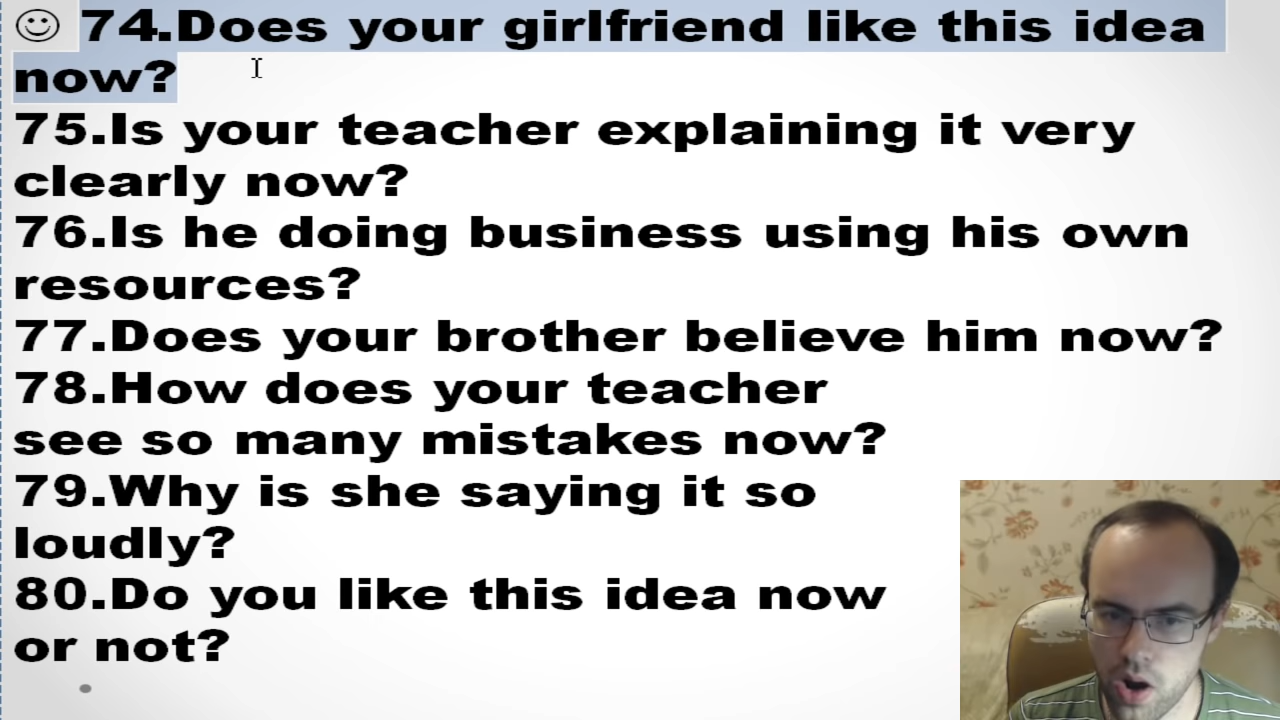 74.Does your girlfriend like this idea
now?
75.Is your teacher explaining it very
clearly now?
76.Is he doing business using his own
resources?
77.Does your brother believe him now?
78.How does your teacher
see so many mistakes now?
79.Why is she saying it so
loudly?
80.Do you like this idea now
or not?